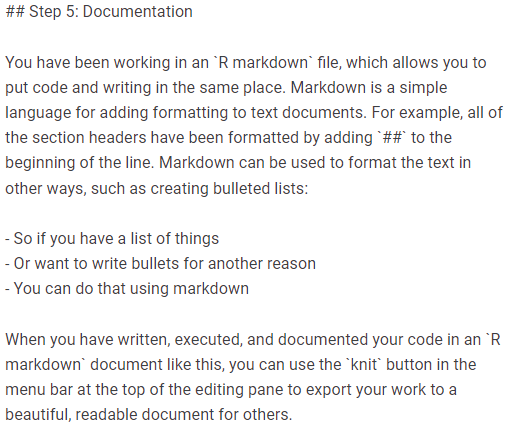 ## Step 5: Documentation
You have been working in an `R markdown` file, which allows you to
put code and writing in the same place. Markdown is a simple
language for adding formatting to text documents. For example, all of
the section headers have been formatted by adding `##` to the
beginning of the line. Markdown can be used to format the text in
other ways, such as creating bulleted lists:
- So if you have a list of things
- Or want to write bullets for another reason
- You can do that using markdown
When you have written, executed, and documented your code in an `R
markdown` document like this, you can use the `knit` button in the
menu bar at the top of the editing pane to export your work to a
beautiful, readable document for others.